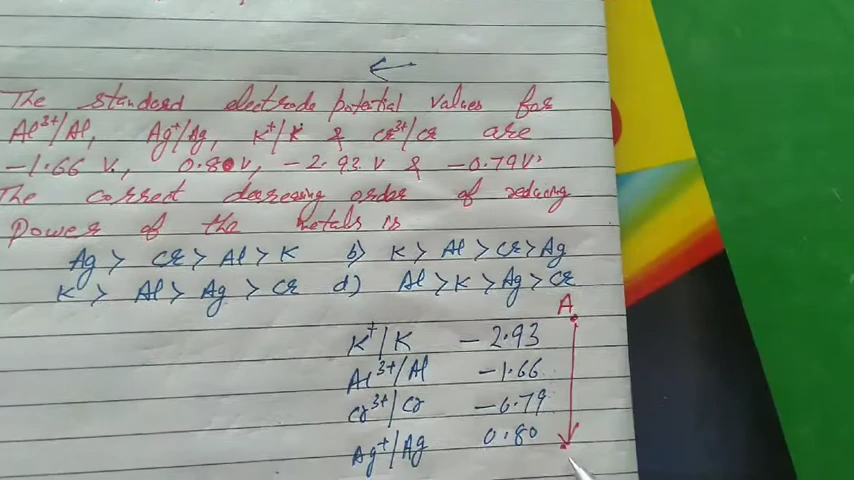 The standard electrode potential values for
Al³⁺/Al, Ag⁺/Ag, K⁺/K & Cr³⁺/Cr are
-1.66 V, 0.80 V, -2.93 V & -0.79 V.
The correct decreasing order of reducing
Power of the metals is
Ag > Cr > Al > K b) K > Al > Cr > Ag
K > Al > Ag > Cr d) Al > K > Ag > Cr
A
K⁺/K - 2.93
Al³⁺/Al - 1.66
Cr³⁺/Cr - 0.79
Ag⁺/Ag 0.80